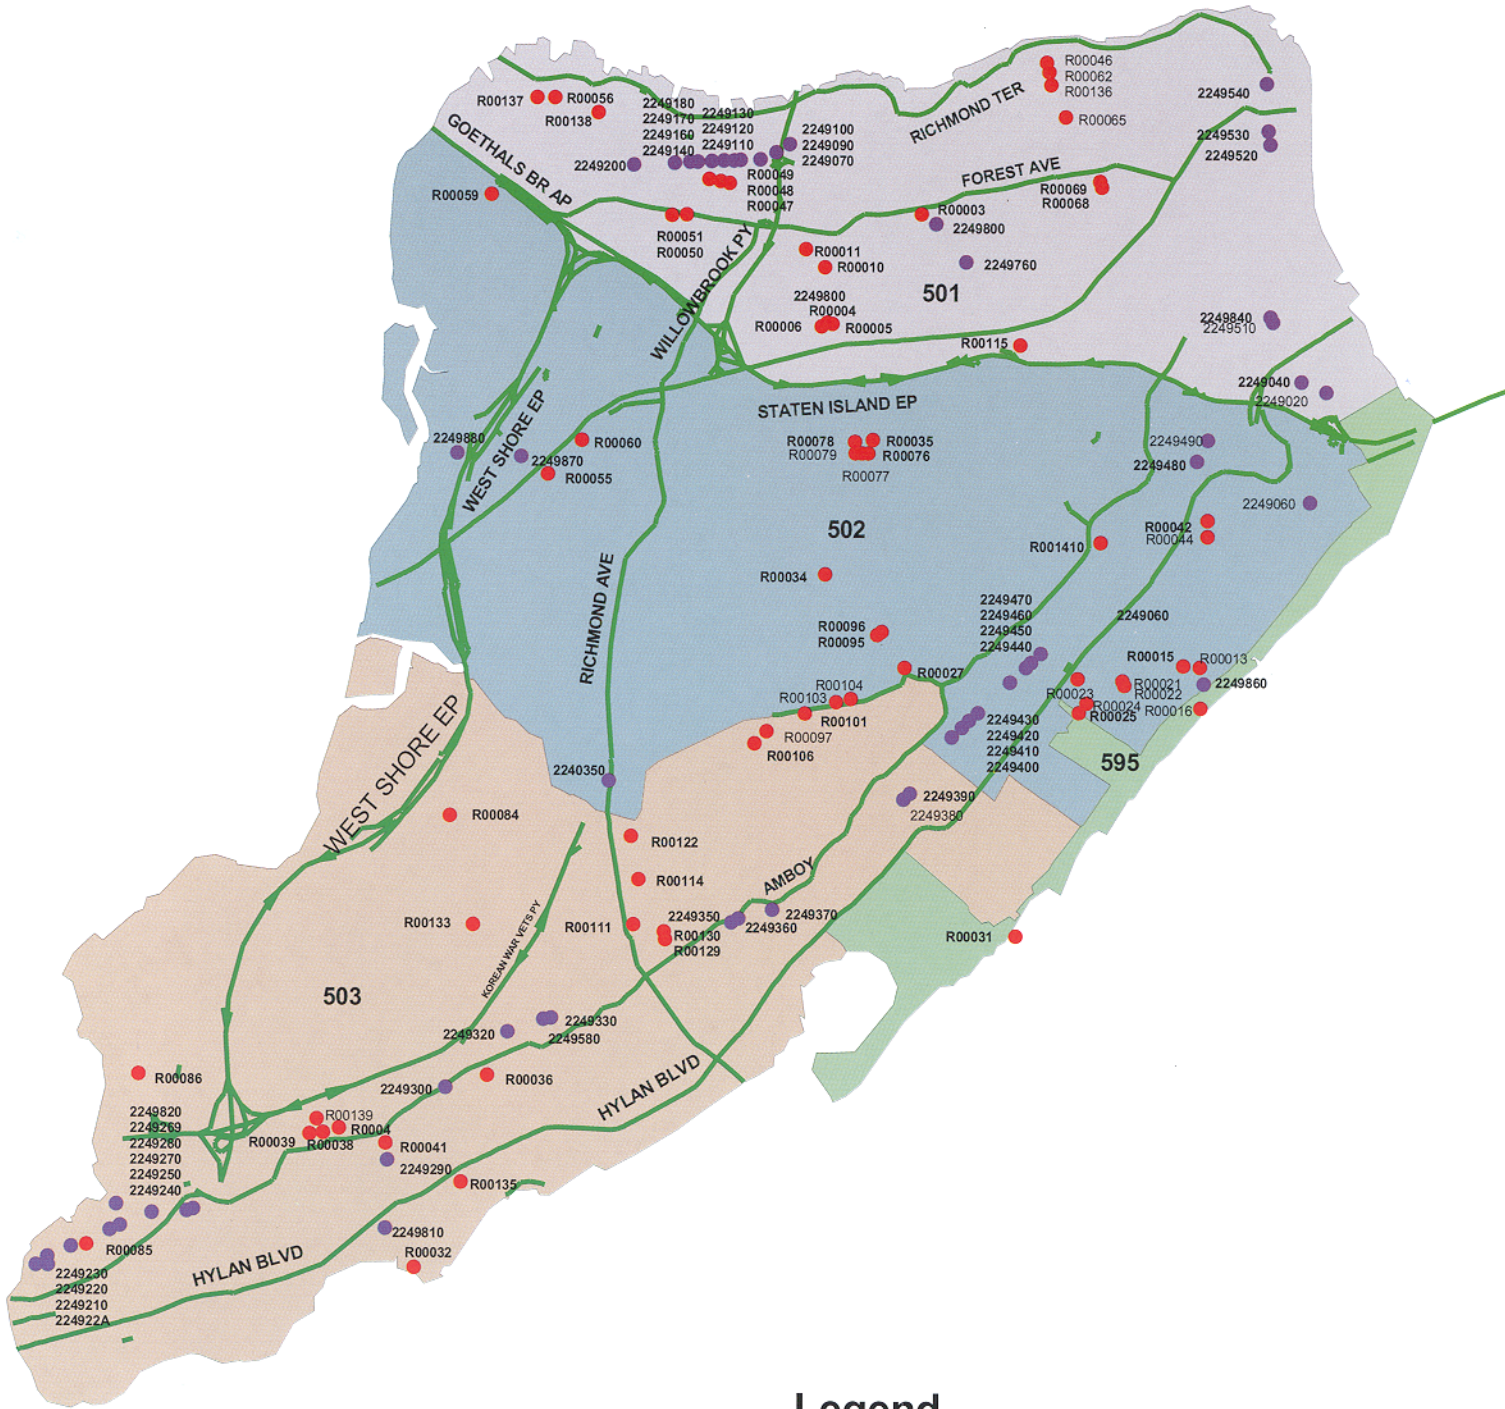 R00046
R00062
R00136
R00065
RICHMOND TER
2249540
2249530
2249520
R00137
R00056
R00138
2249180
2249170
2249160
2249140
2249130
2249120
2249110
2249100
2249090
2249070
2249200
R00049
R00048
R00047
GOETHALS BR AP
R00059
R00051
R00050
FOREST AVE
R00069
R00068
R00003
2249800
2249760
R00011
R00010
501
WILLOWBROOK PY
2249800
R00004
R00006
R00005
R00115
2249840
2249510
2249040
2249020
STATEN ISLAND EP
2249880
2249870
WEST SHORE EP
R00060
R00055
R00078
R00079
R00035
R00076
R00077
2249490
2249480
2249060
502
R00042
R00044
R001410
RICHMOND AVE
R00034
2249470
2249460
2249450
2249440
2249060
R00096
R00095
R00027
R00015
R00013
2249860
R00016
R00021
R00022
R00023
R00024
R00025
R00104
R00103
R00101
R00097
R00106
2249430
2249420
2249410
2249400
595
WEST SHORE EP
2240350
2249390
2249380
R00084
R00122
R00114
AMBOY
R00133
KOREAN WAR VETS PY
R00111
2249350
R00130
R00129
2249360
2249370
R00031
503
2249320
2249330
2249580
R00086
2249300
R00036
HYLAN BLVD
2249820
2249269
2249280
2249270
2249250
2249240
R00139
R0004
R00039
R00038
R00041
2249290
R00135
2249810
R00085
R00032
HYLAN BLVD
2249230
2249220
2249210
224922A
Legend